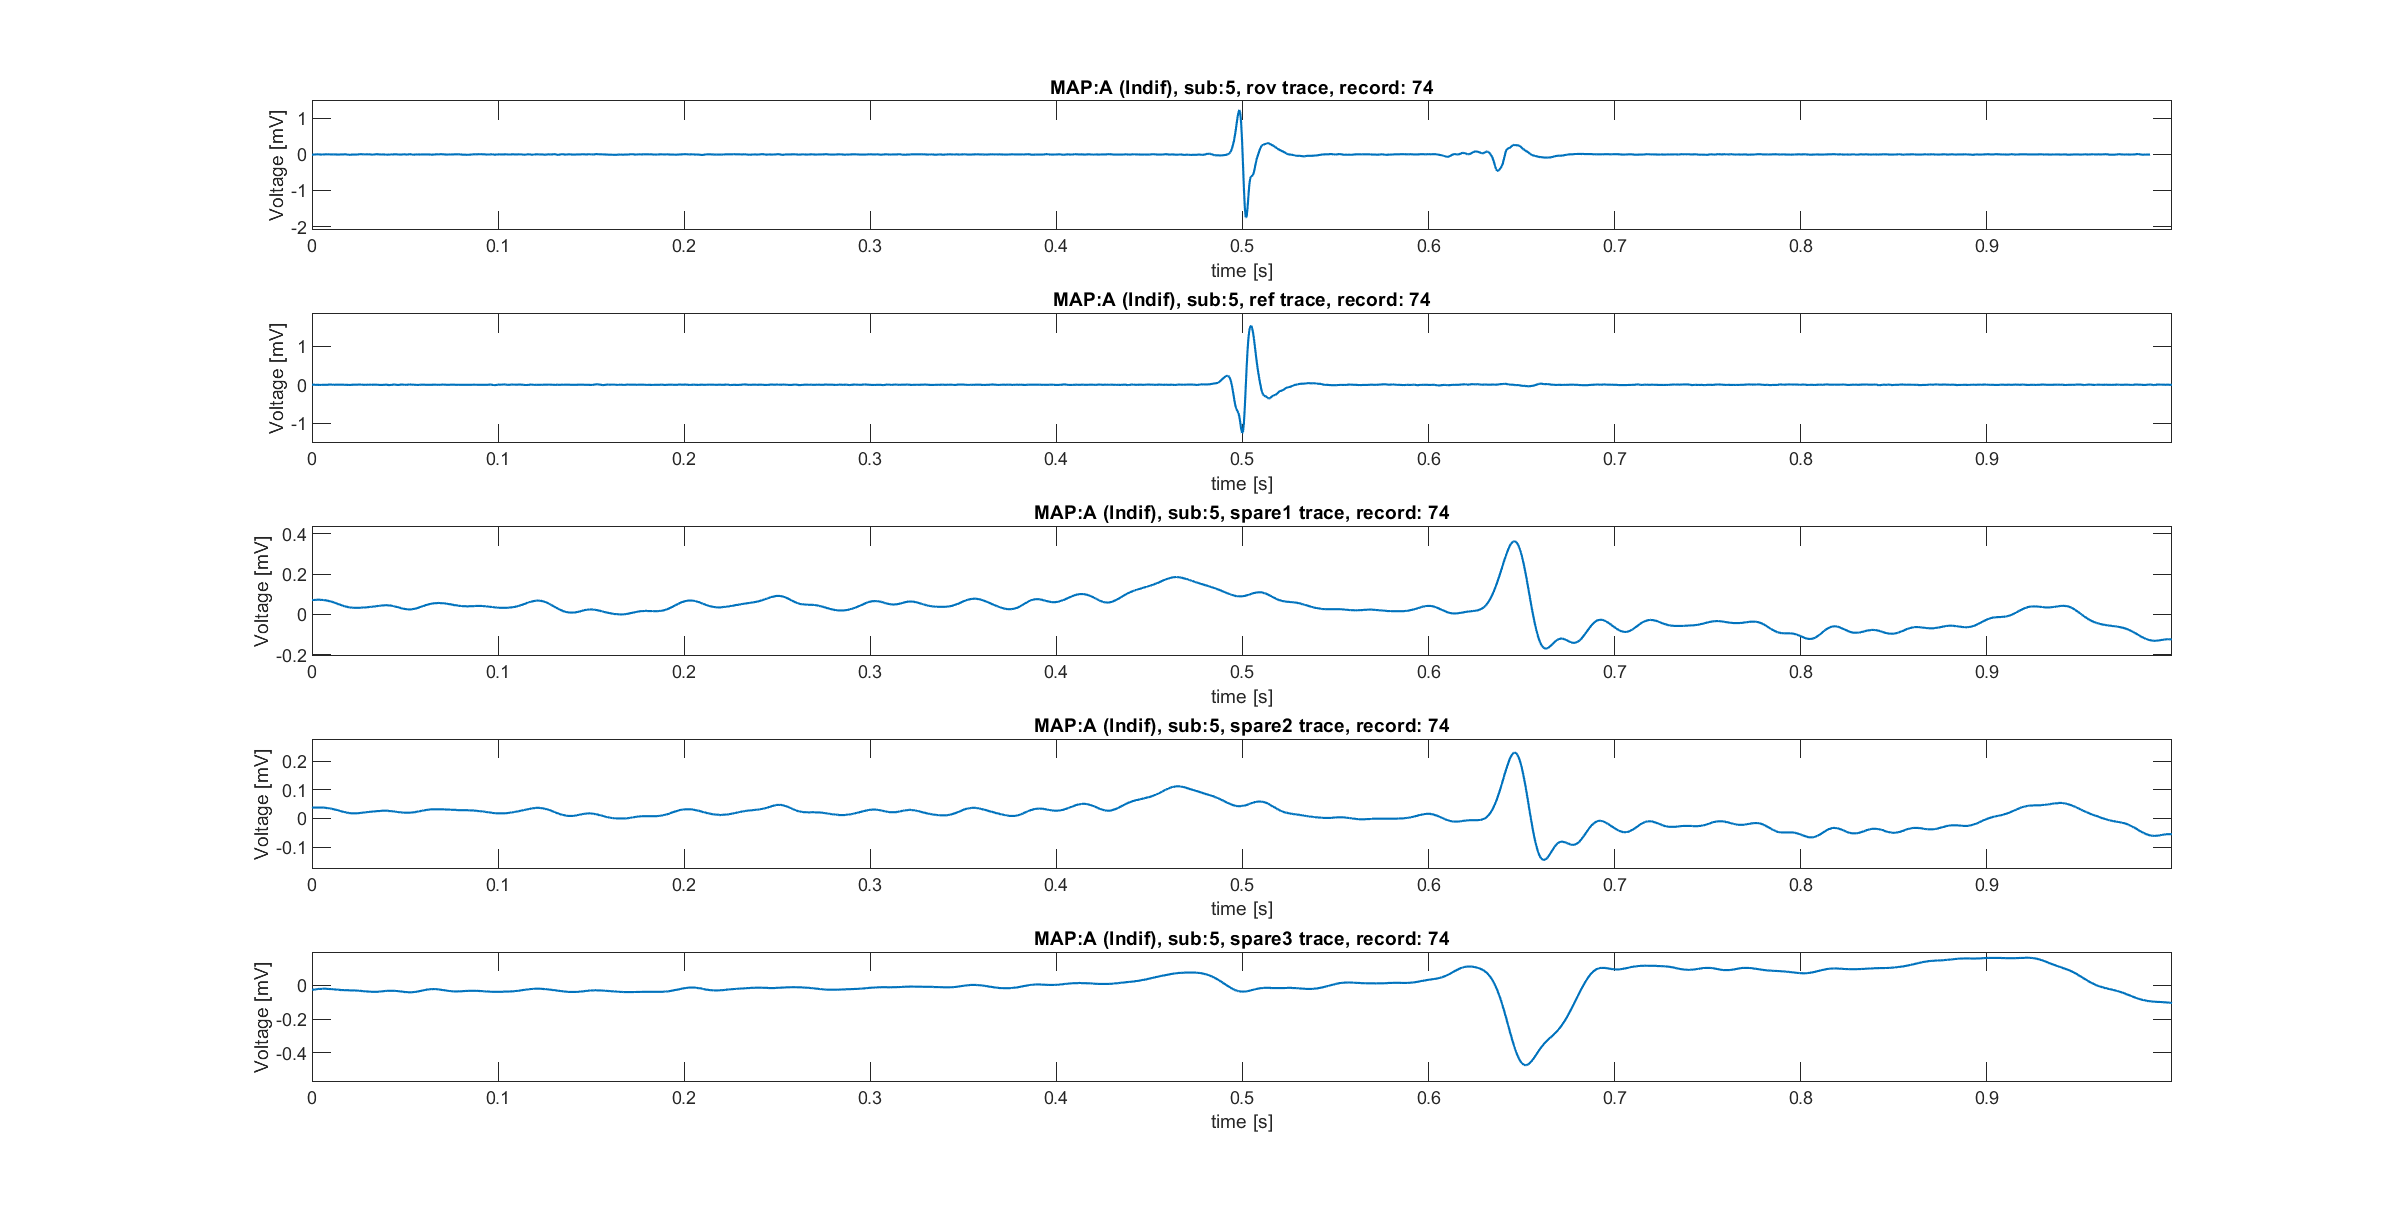 MAP:A (Indif), sub:5, rov trace, record: 74
Voltage [mV]
1
0
-1
-2
0 0.1 0.2 0.3 0.4 0.5 0.6 0.7 0.8 0.9
time [s]
MAP:A (Indif), sub:5, ref trace, record: 74
Voltage [mV]
1
0
-1
0 0.1 0.2 0.3 0.4 0.5 0.6 0.7 0.8 0.9
time [s]
MAP:A (Indif), sub:5, spare1 trace, record: 74
Voltage [mV]
0.4
0.2
0
-0.2
0 0.1 0.2 0.3 0.4 0.5 0.6 0.7 0.8 0.9
time [s]
MAP:A (Indif), sub:5, spare2 trace, record: 74
Voltage [mV]
0.2
0.1
0
-0.1
0 0.1 0.2 0.3 0.4 0.5 0.6 0.7 0.8 0.9
time [s]
MAP:A (Indif), sub:5, spare3 trace, record: 74
Voltage [mV]
0
-0.2
-0.4
0 0.1 0.2 0.3 0.4 0.5 0.6 0.7 0.8 0.9
time [s]